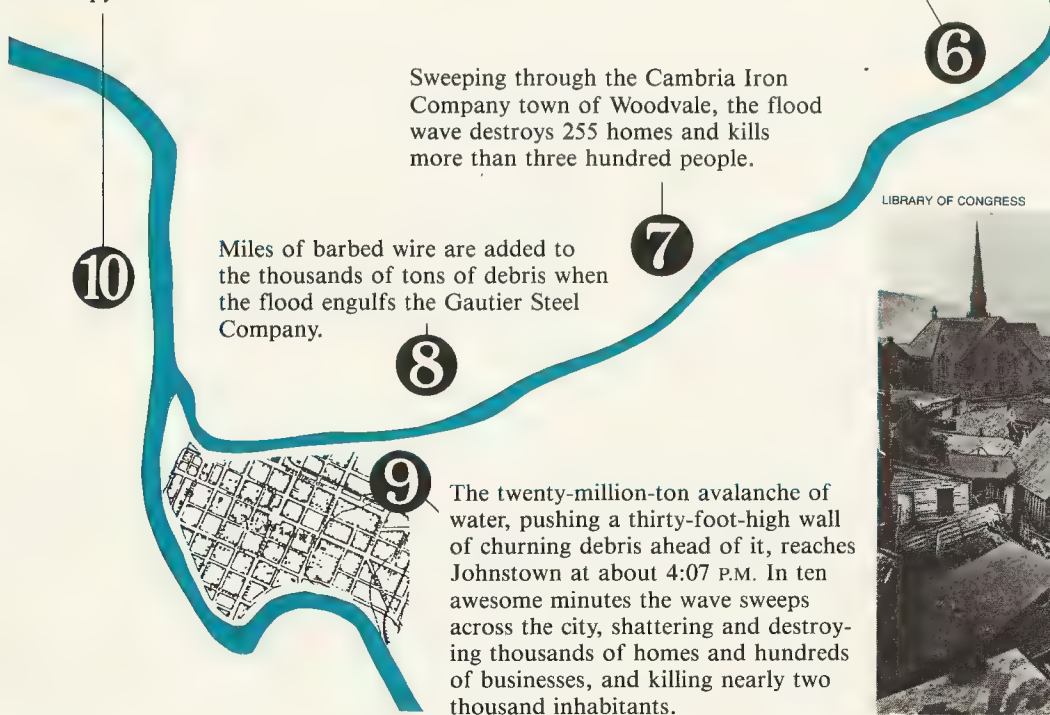 6
Sweeping through the Cambria Iron
Company town of Woodvale, the flood
wave destroys 255 homes and kills
more than three hundred people.
7
LIBRARY OF CONGRESS
10
Miles of barbed wire are added to
the thousands of tons of debris when
the flood engulfs the Gautier Steel
Company.
8
9
The twenty-million-ton avalanche of
water, pushing a thirty-foot-high wall
of churning debris ahead of it, reaches
Johnstown at about 4:07 P.M. In ten
awesome minutes the wave sweeps
across the city, shattering and destroy-
ing thousands of homes and hundreds
of businesses, and killing nearly two
thousand inhabitants.